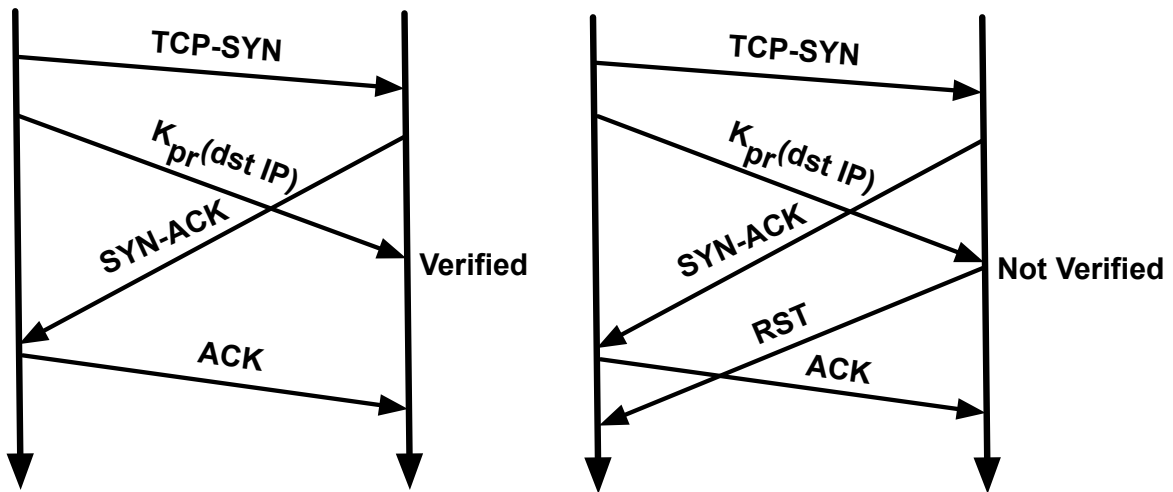 TCP-SYN
Kpr(dst IP)
SYN-ACK
Verified
ACK
TCP-SYN
Kpr(dst IP)
SYN-ACK
Not Verified
RST
ACK